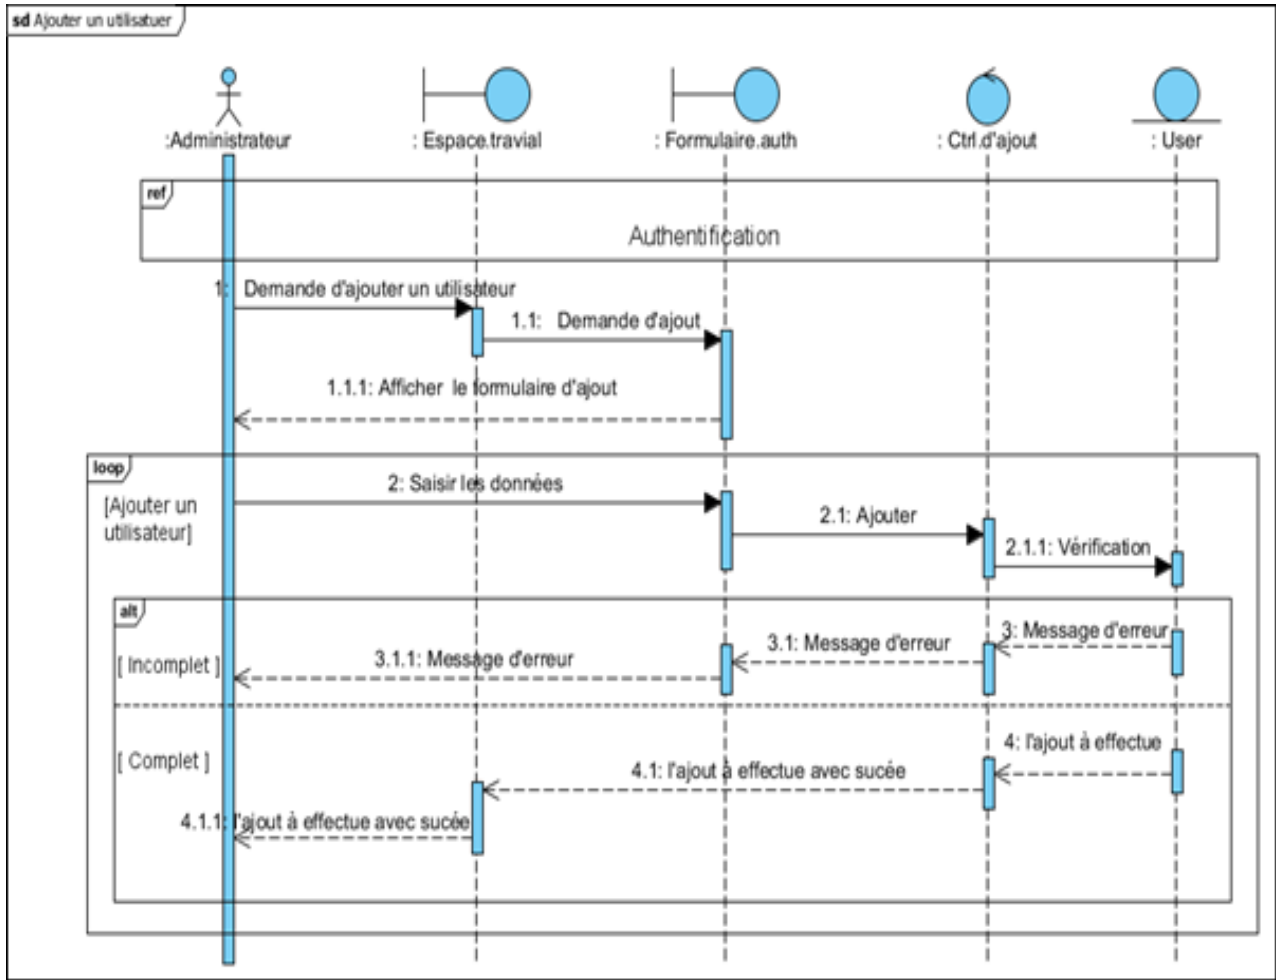 sd Ajouter un utilisatuer
:Administrateur
: Espace.travial
: Formulaire.auth
: Ctrl.d'ajout
: User
ref
Authentification
1: Demande d'ajouter un utilisateur
1.1: Demande d'ajout
1.1.1: Afficher le formulaire d'ajout
loop
[Ajouter un
utilisateur]
2: Saisir les données
2.1: Ajouter
2.1.1: Vérification
alt
[ Incomplet ]
3: Message d'erreur
3.1: Message d'erreur
3.1.1: Message d'erreur
[ Complet ]
4: l'ajout à effectue
4.1: l'ajout à effectue avec sucée
4.1.1: l'ajout à effectue avec sucée